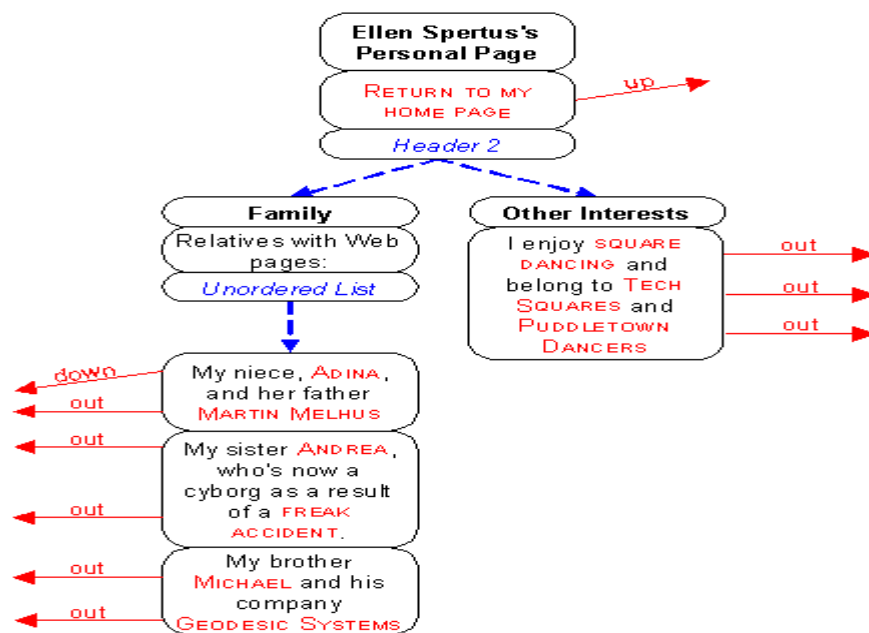 Ellen Spertus's
Personal Page
RETURN TO MY
HOME PAGE
up
Header 2
Family
Relatives with Web
pages:
Unordered List
Other Interests
I enjoy SQUARE
DANCING and
belong to TECH
SQUARES and
PUDDLETOWN
DANCERS
out
out
out
down
out
My niece, ADINA,
and her father
MARTIN MELHUS
out
out
My sister ANDREA,
who's now a
cyborg as a result
of a FREAK
ACCIDENT.
out
out
My brother
MICHAEL and his
company
GEODESIC SYSTEMS